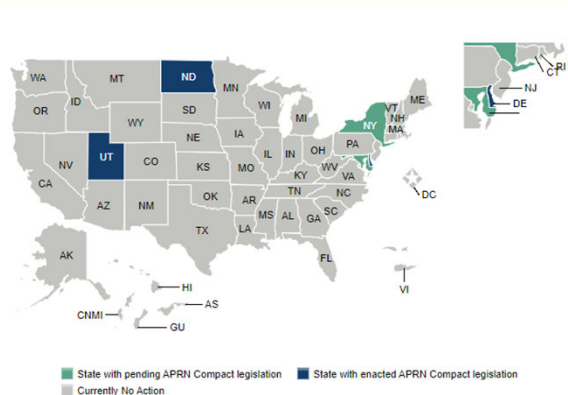 WA
MT
ND
MN
OR
ID
WY
SD
WI
MI
VT
ME
NH
NY
MA
NV
UT
CO
NE
IA
IL
IN
OH
PA
CA
KS
MO
KY
WV
VA
AZ
NM
OK
AR
TN
NC
TX
LA
MS
AL
GA
SC
FL
AK
HI
AS
CNMI
GU
DC
VI
RI
CT
NJ
DE
State with pending APRN Compact legislation
State with enacted APRN Compact legislation
Currently No Action